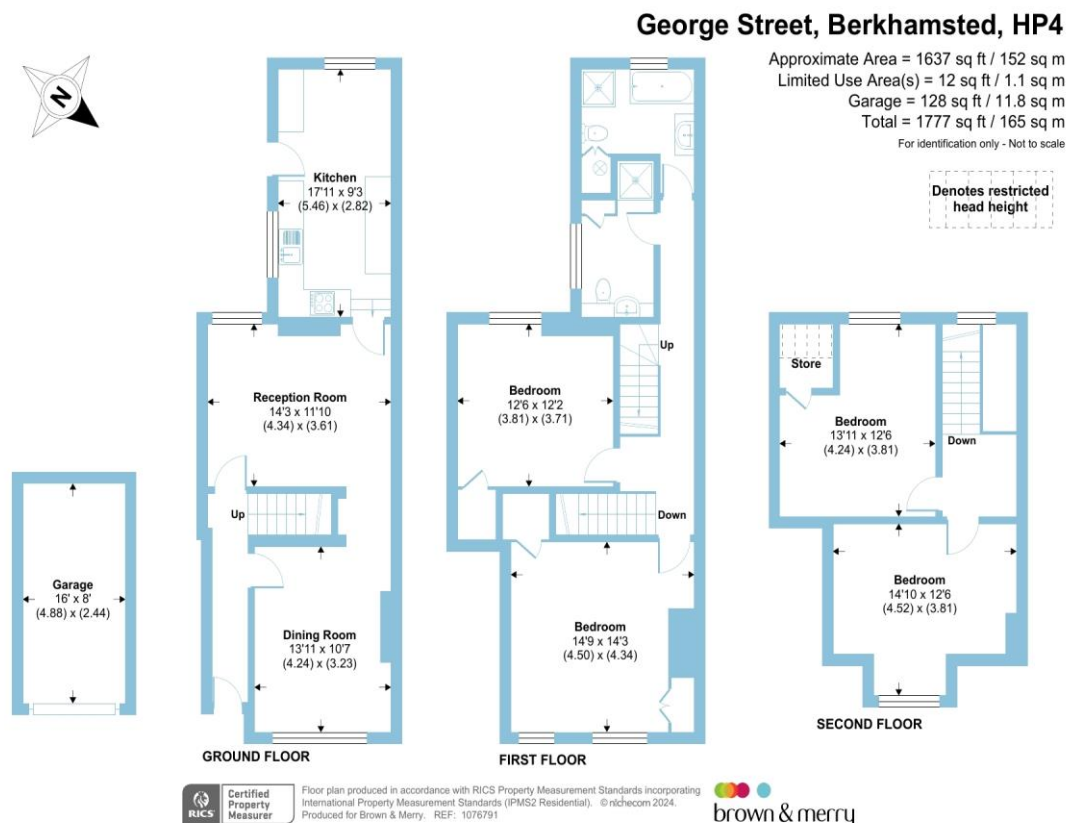 George Street, Berkhamsted, HP4
Approximate Area = 1637 sq ft / 152 sq m
Limited Use Area(s) = 12 sq ft / 1.1 sq m
Garage = 128 sq ft / 11.8 sq m
Total = 1777 sq ft / 165 sq m
For identification only - Not to scale
Denotes restricted
head height
N
Kitchen
17'11 x 9'3
(5.46) x (2.82)
Reception Room
14'3 x 11'10
(4.34) x (3.61)
Up
Garage
16' x 8'
(4.88) x (2.44)
Dining Room
13'11 x 10'7
(4.24) x (3.23)
GROUND FLOOR
Up
Bedroom
12'6 x 12'2
(3.81) x (3.71)
Down
Bedroom
14'9 x 14'3
(4.50) x (4.34)
FIRST FLOOR
Store
Bedroom
13'11 x 12'6
(4.24) x (3.81)
Down
Bedroom
14'10 x 12'6
(4.52) x (3.81)
SECOND FLOOR
RICS
Certified
Property
Measurer
Floor plan produced in accordance with RICS Property Measurement Standards incorporating
International Property Measurement Standards (IPMS2 Residential). © nichecom 2024.
Produced for Brown & Merry. REF: 1076791
brown & merry